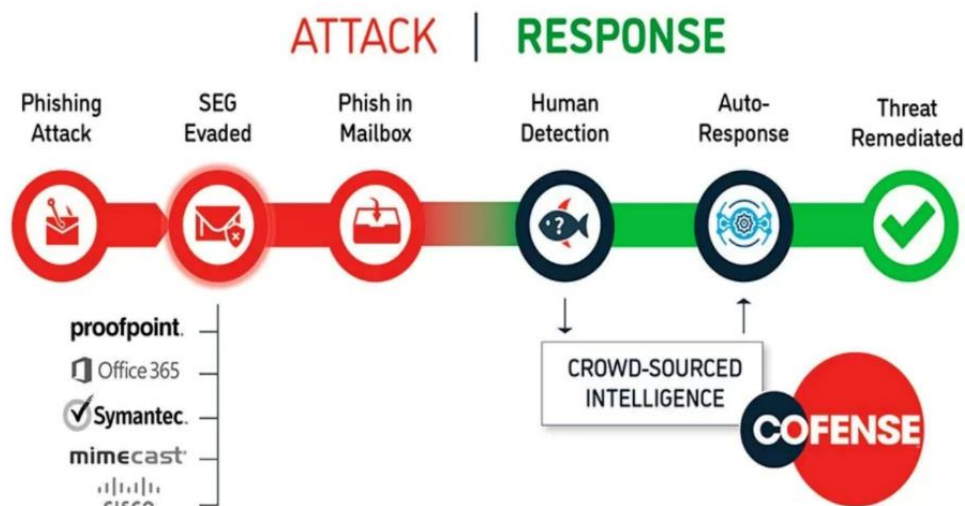 ATTACK | RESPONSE
Phishing
Attack
SEG
Evaded
Phish in
Mailbox
Human
Detection
Auto-
Response
Threat
Remediated
?
proofpoint.
Office 365
Symantec.
mimecast
CISCO
CROWD-SOURCED
INTELLIGENCE
COFENSE